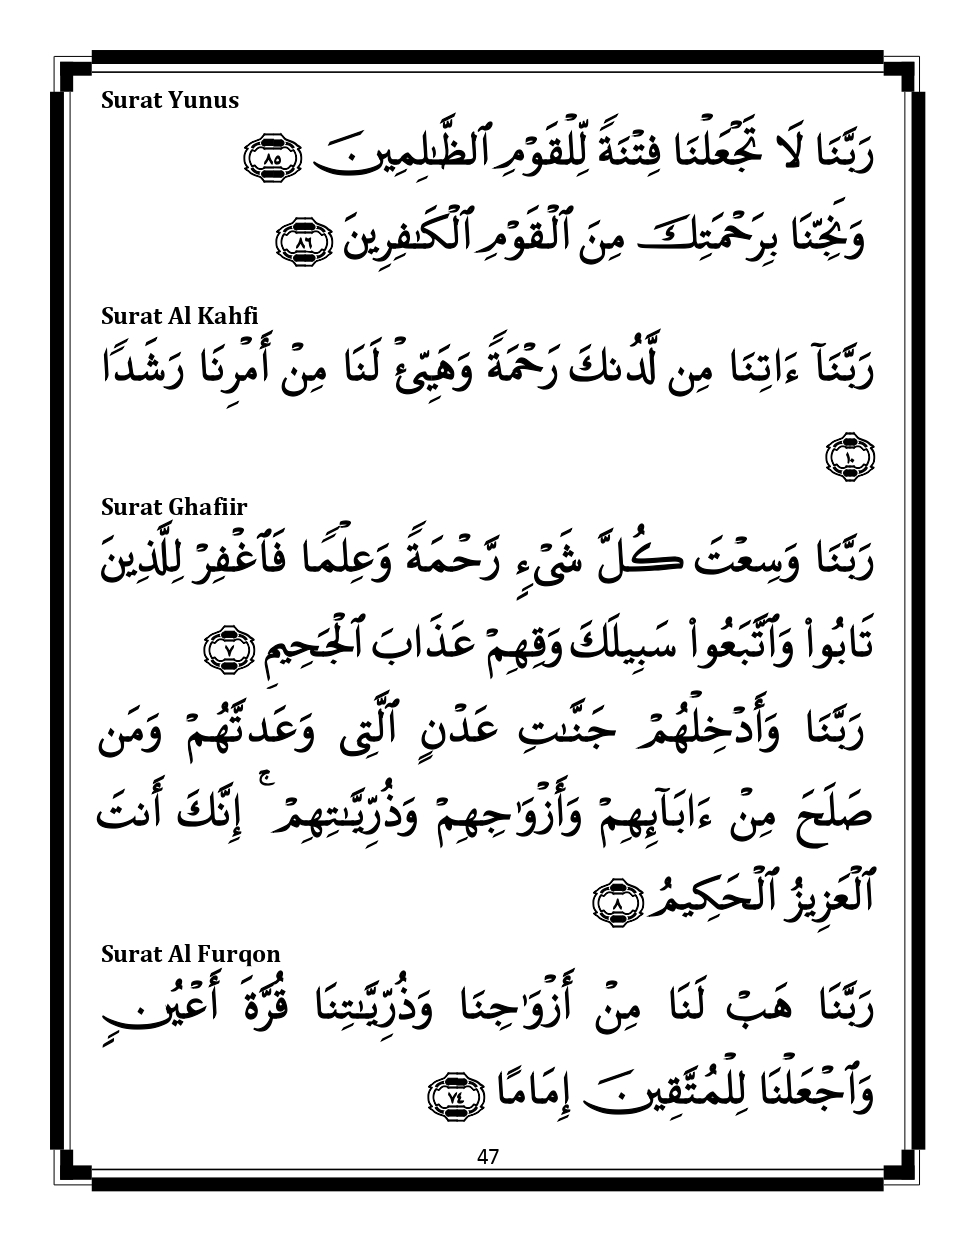 Surat Yunus
رَبَّنَا لَا تَجْعَلْنَا فِتْنَةً لِّلْقَوْمِ ٱلظَّـٰلِمِينَ ٨٥
وَنَجِّنَا بِرَحْمَتِكَ مِنَ ٱلْقَوْمِ ٱلْكَـٰفِرِينَ ٨٦
Surat Al Kahfi
رَبَّنَآ ءَاتِنَا مِن لَّدُنكَ رَحْمَةً وَهَيِّئْ لَنَا مِنْ أَمْرِنَا رَشَدًا
١٠
Surat Ghafiir
رَبَّنَا وَسِعْتَ كُلَّ شَىْءٍ رَّحْمَةً وَعِلْمًا فَٱغْفِرْ لِلَّذِينَ
تَابُوا۟ وَٱتَّبَعُوا۟ سَبِيلَكَ وَقِهِمْ عَذَابَ ٱلْجَحِيمِ ٧
رَبَّنَا وَأَدْخِلْهُمْ جَنَّـٰتِ عَدْنٍ ٱلَّتِى وَعَدتَّهُمْ وَمَن
صَلَحَ مِنْ ءَابَآئِهِمْ وَأَزْوَٰجِهِمْ وَذُرِّيَّـٰتِهِمْ ۚ إِنَّكَ أَنتَ
ٱلْعَزِيزُ ٱلْحَكِيمُ ٨
Surat Al Furqon
رَبَّنَا هَبْ لَنَا مِنْ أَزْوَٰجِنَا وَذُرِّيَّـٰتِنَا قُرَّةَ أَعْيُنٍ
وَٱجْعَلْنَا لِلْمُتَّقِينَ إِمَامًا ٧٤
47